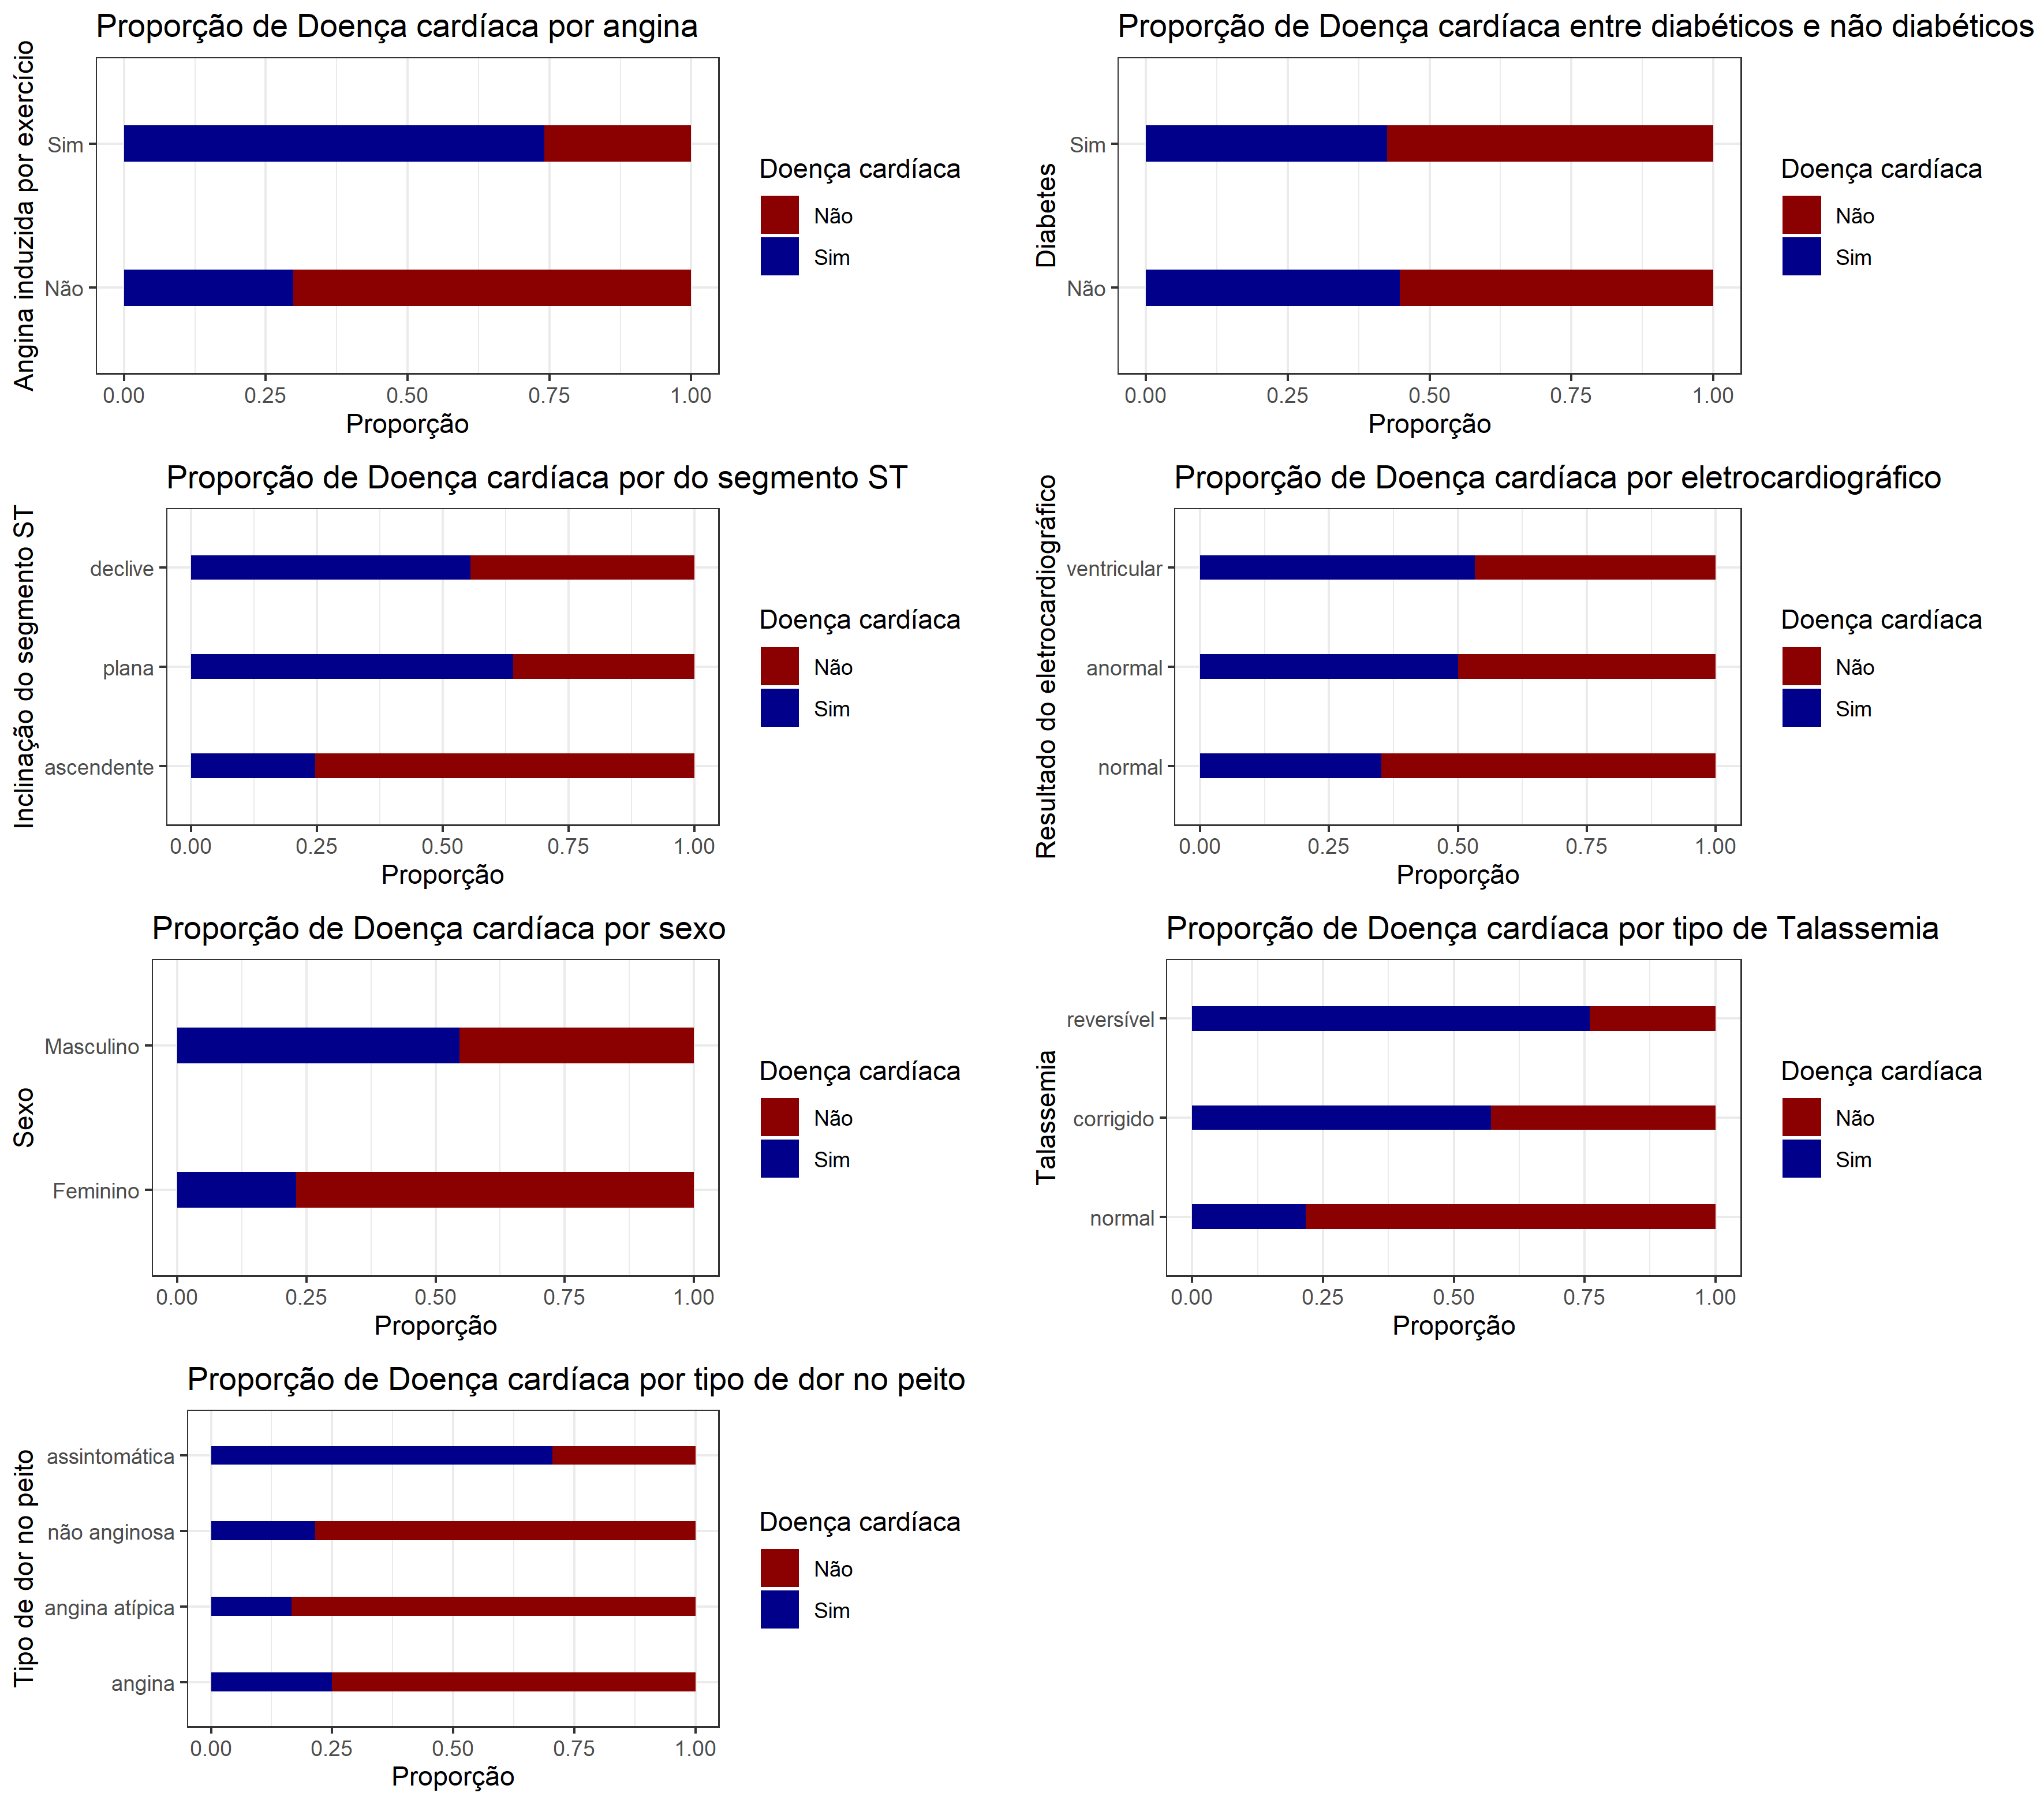 Proporção de Doença cardíaca por angina
Angina induzida por exercício
Sim
Não
0.00 0.25 0.50 0.75 1.00
Proporção
Doença cardíaca
Não
Sim
Proporção de Doença cardíaca entre diabéticos e não diabéticos
Diabetes
Sim
Não
0.00 0.25 0.50 0.75 1.00
Proporção
Doença cardíaca
Não
Sim
Proporção de Doença cardíaca por do segmento ST
Inclinação do segmento ST
declive
plana
ascendente
0.00 0.25 0.50 0.75 1.00
Proporção
Doença cardíaca
Não
Sim
Proporção de Doença cardíaca por eletrocardiográfico
Resultado do eletrocardiográfico
ventricular
anormal
normal
0.00 0.25 0.50 0.75 1.00
Proporção
Doença cardíaca
Não
Sim
Proporção de Doença cardíaca por sexo
Sexo
Masculino
Feminino
0.00 0.25 0.50 0.75 1.00
Proporção
Doença cardíaca
Não
Sim
Proporção de Doença cardíaca por tipo de Talassemia
Talassemia
reversível
corrigido
normal
0.00 0.25 0.50 0.75 1.00
Proporção
Doença cardíaca
Não
Sim
Proporção de Doença cardíaca por tipo de dor no peito
Tipo de dor no peito
assintomática
não anginosa
angina atípica
angina
0.00 0.25 0.50 0.75 1.00
Proporção
Doença cardíaca
Não
Sim